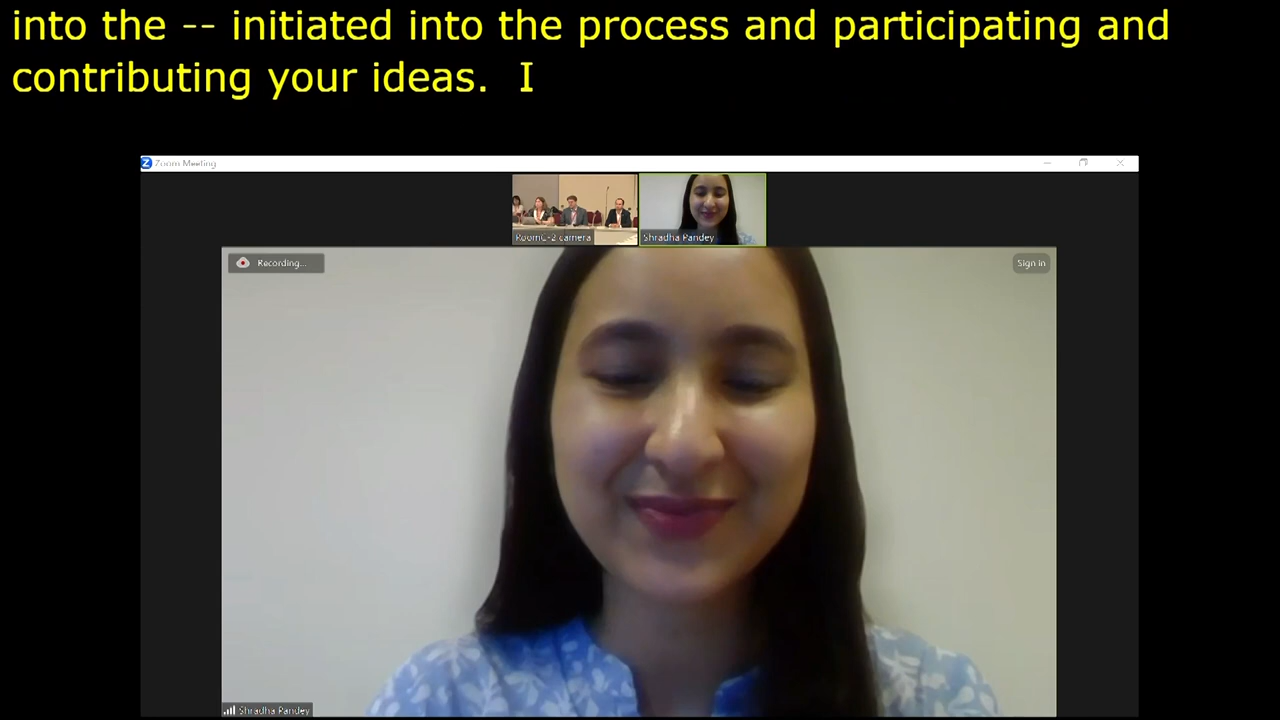 into the -- initiated into the process and participating and
contributing your ideas.  I
Zoom Meeting
RoomC-2 camera
Shradha Pandey
Recording...
Sign in
Shradha Pandey